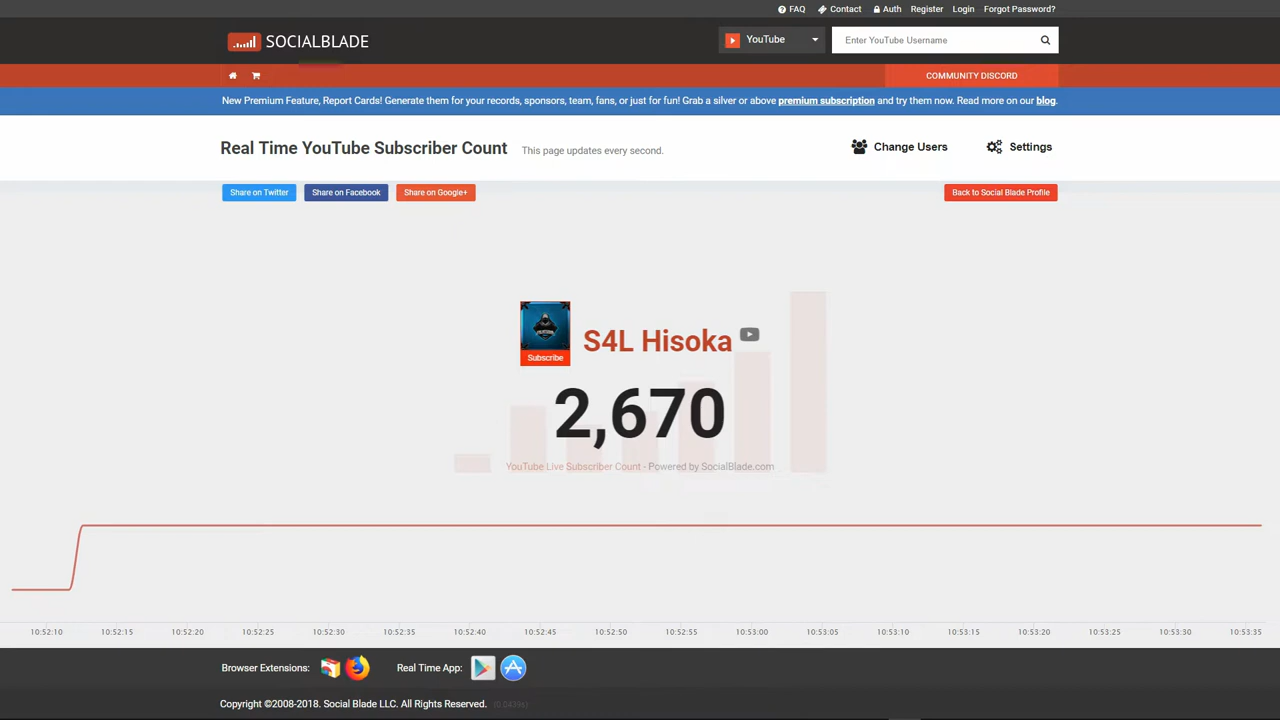 FAQ Contact Auth Register Login Forgot Password?
SOCIALBLADE YouTube Enter YouTube Username
COMMUNITY DISCORD
New Premium Feature, Report Cards! Generate them for your records, sponsors, team, fans, or just for fun! Grab a silver or above premium subscription and try them now. Read more on our blog.
Real Time YouTube Subscriber Count This page updates every second. Change Users Settings
Share on Twitter Share on Facebook Share on Google+ Back to Social Blade Profile
S4L Hisoka
Subscribe
2,670
YouTube Live Subscriber Count - Powered by SocialBlade.com
10:52:10 10:52:15 10:52:20 10:52:25 10:52:30 10:52:35 10:52:40 10:52:45 10:52:50 10:52:55 10:53:00 10:53:05 10:53:10 10:53:15 10:53:20 10:53:25 10:53:30 10:53:35
Browser Extensions: Real Time App:
Copyright ©2008-2018. Social Blade LLC. All Rights Reserved.